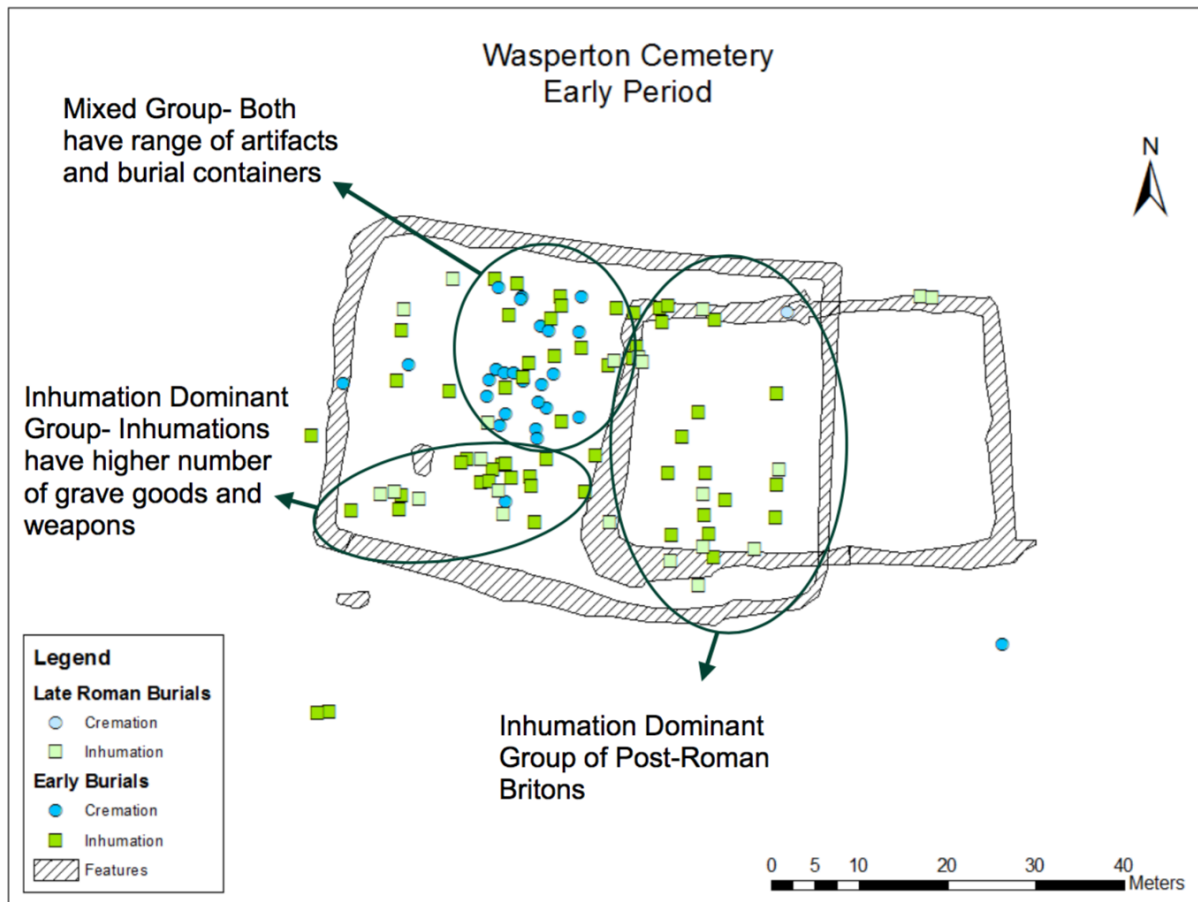 Wasperton Cemetery
Early Period
Mixed Group- Both
have range of artifacts
and burial containers
N
Inhumation Dominant
Group- Inhumations
have higher number
of grave goods and
weapons
Inhumation Dominant
Group of Post-Roman
Britons
Legend
Late Roman Burials
Cremation
Inhumation
Early Burials
Cremation
Inhumation
Features
0 5 10 20 30 40
Meters